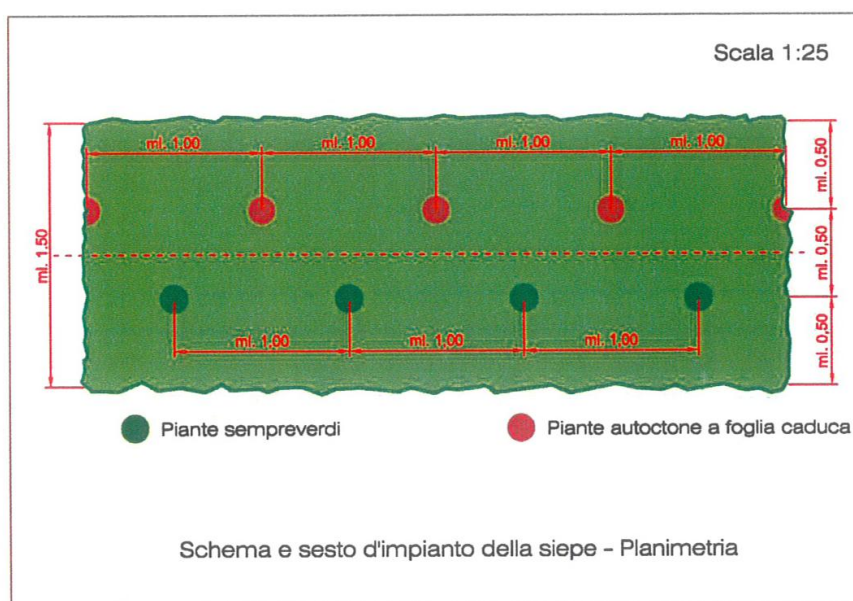 Scala 1:25
ml. 1,00 ml. 1,00 ml. 1,00 ml. 1,00
ml. 0,50
ml. 1.50
ml. 0,50
ml. 1,00 ml. 1,00 ml. 1,00
ml. 0,50
Piante sempreverdi
Piante autoctone a foglia caduca
Schema e sesto d'impianto della siepe - Planimetria